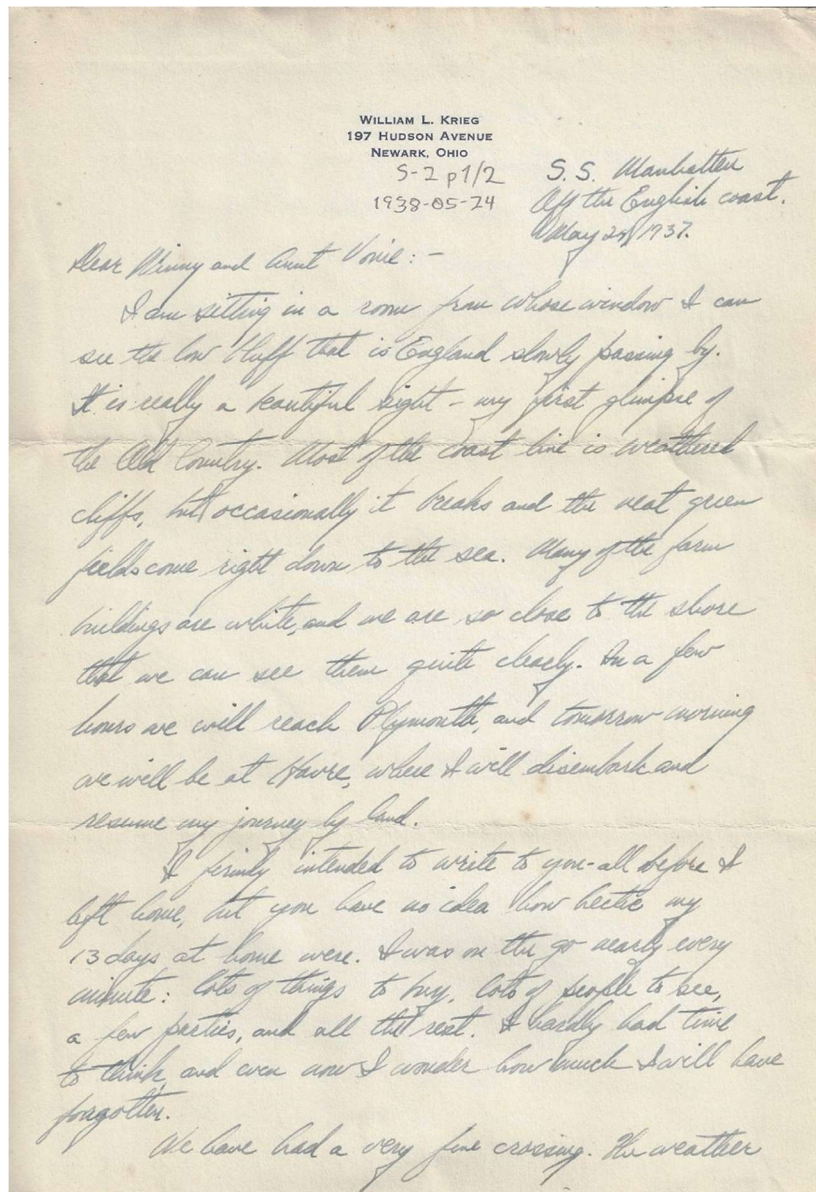 WILLIAM L. KRIEG
197 HUDSON AVENUE
NEWARK, OHIO
S-2 p1/2
1938-05-24
S. S. Manhattan
Off the English coast.
May 24, 1937.
Dear Minny and Aunt Vonie: -
I am sitting in a room from whose window I can
see the low bluff that is England slowly passing by.
It is really a beautiful sight - my first glimpse of
the Old Country. Most of the coast line is weathered
cliffs, but occasionally it breaks and the neat green
fields come right down to the sea. Many of the farm
buildings are white, and we are so close to the shore
that we can see them quite clearly. In a few
hours we will reach Plymouth, and tomorrow morning
we will be at Havre, where I will disembark and
resume my journey by land.
I firmly intended to write to you-all before I
left home, but you have no idea how hectic my
13 days at home were. I was on the go nearly every
minute: lots of things to buy, lots of people to see,
a few parties, and all the rest. I hardly had time
to think, and even now I wonder how much I will have
forgotten.
We have had a very fine crossing. The weather